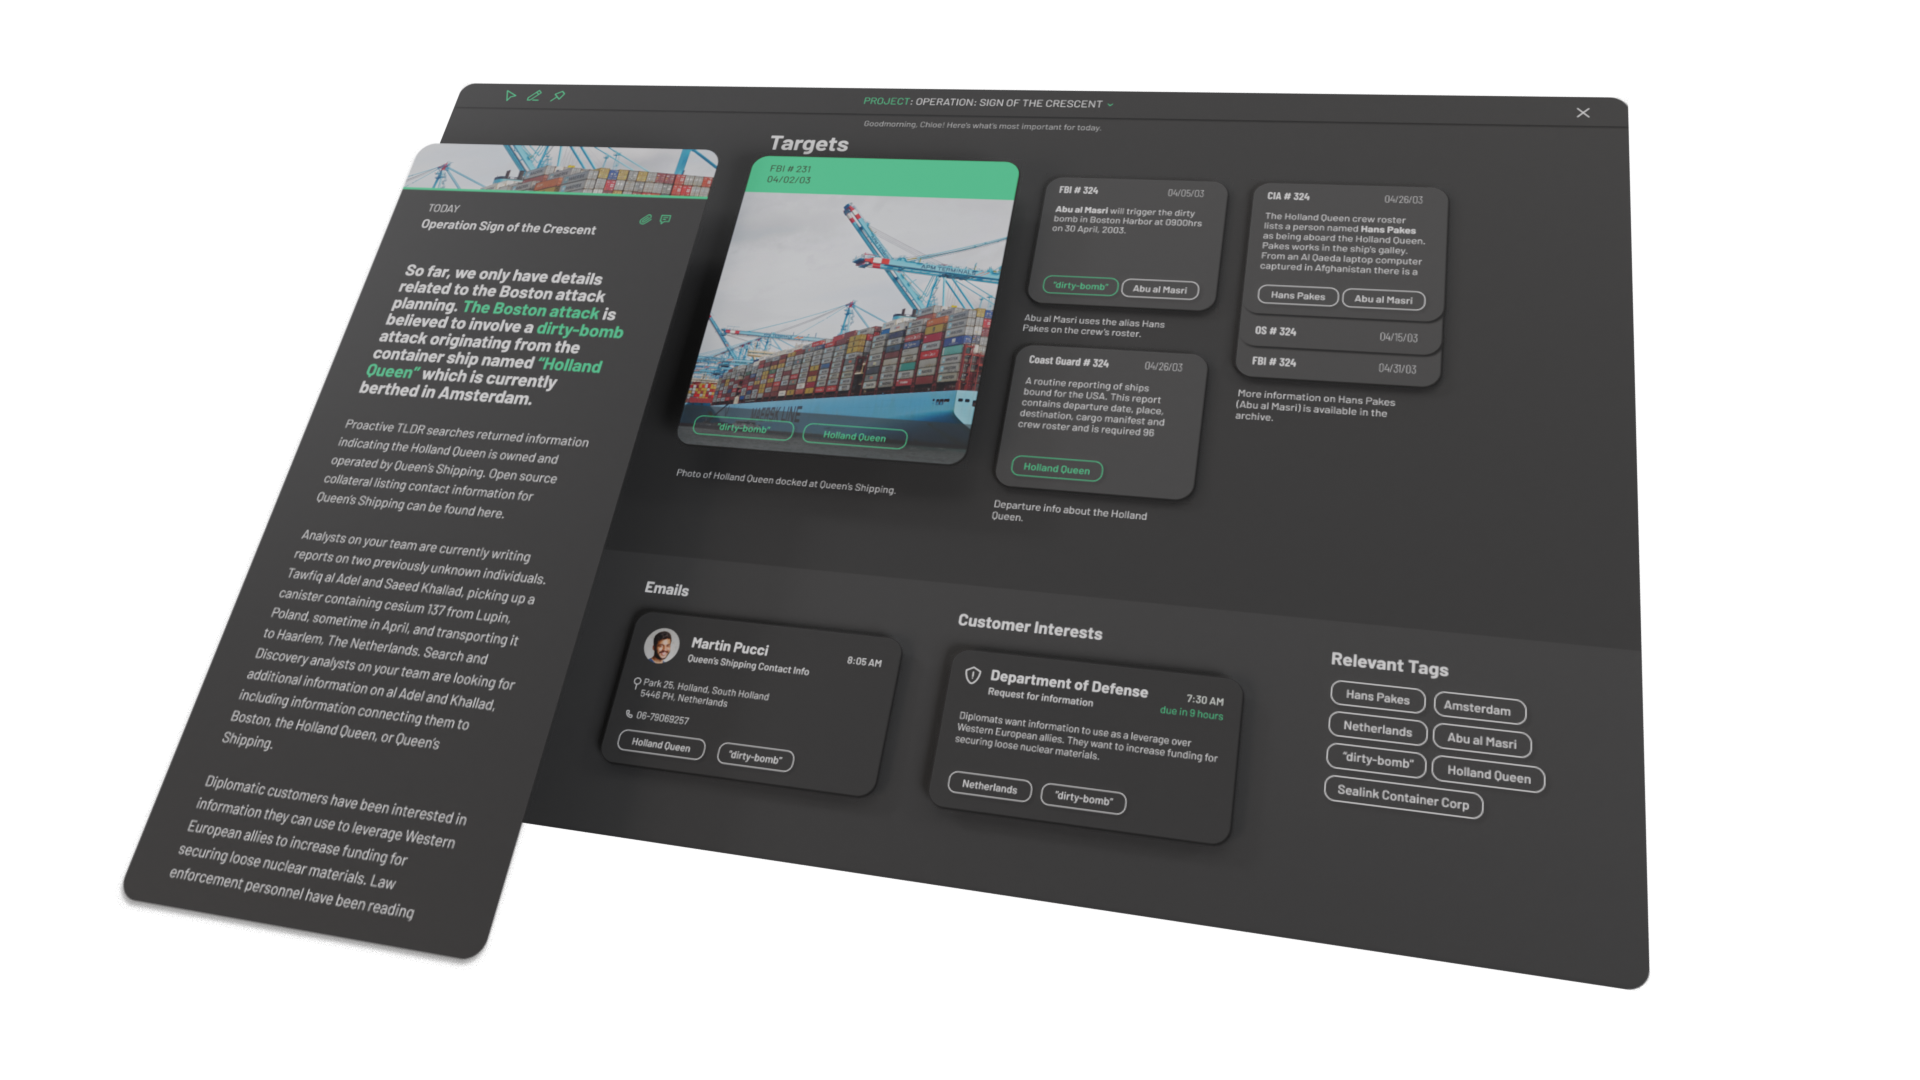 PROJECT: OPERATION: SIGN OF THE CRESCENT
Goodmorning, Chloe! Here's what's most important for today.
TODAY
Operation Sign of the Crescent
So far, we only have details
related to the Boston attack
planning. The Boston attack is
believed to involve a dirty-bomb
attack originating from the
container ship named "Holland
Queen" which is currently
berthed in Amsterdam.
Proactive TLDR searches returned information
indicating the Holland Queen is owned and
operated by Queen's Shipping. Open source
collateral listing contact information for
Queen's Shipping can be found here.
Analysts on your team are currently writing
reports on two previously unknown individuals.
Tawfiq al Adel and Saeed Khallad, picking up a
canister containing cesium 137 from Lupin,
Poland, sometime in April, and transporting it
to Haarlem, The Netherlands. Search and
Discovery analysts on your team are looking for
additional information on al Adel and Khallad,
including information connecting them to
Boston, the Holland Queen, or Queen's
Shipping.
Diplomatic customers have been interested in
information they can use to leverage Western
European allies to increase funding for
securing loose nuclear materials. Law
enforcement personnel have been reading
Targets
FBI # 231
04/02/03
"dirty-bomb"
Holland Queen
Photo of Holland Queen docked at Queen's Shipping.
FBI # 324
04/05/03
Abu al Masri will trigger the dirty
bomb in Boston Harbor at 0900hrs
on 30 April, 2003.
"dirty-bomb"
Abu al Masri
Abu al Masri uses the alias Hans
Pakes on the crew's roster.
Coast Guard # 324
04/26/03
A routine reporting of ships
bound for the USA. This report
contains departure date, place,
destination, cargo manifest and
crew roster and is required 96
Holland Queen
Departure info about the Holland
Queen.
CIA # 324
04/26/03
The Holland Queen crew roster
lists a person named Hans Pakes
as being aboard the Holland Queen.
Pakes works in the ship's galley.
From an Al Qaeda laptop computer
captured in Afghanistan there is a
Hans Pakes
Abu al Masri
OS # 324
04/15/03
FBI # 324
04/31/03
More information on Hans Pakes
(Abu al Masri) is available in the
archive.
Emails
Martin Pucci
8:05 AM
Queen's Shipping Contact Info
Park 25, Holland, South Holland
5446 PH, Netherlands
06-79069257
Holland Queen
"dirty-bomb"
Customer Interests
Department of Defense
7:30 AM
Request for information
due in 9 hours
Diplomats want information to use as a leverage over
Western European allies. They want to increase funding for
securing loose nuclear materials.
Netherlands
"dirty-bomb"
Relevant Tags
Hans Pakes
Amsterdam
Netherlands
Abu al Masri
"dirty-bomb"
Holland Queen
Sealink Container Corp